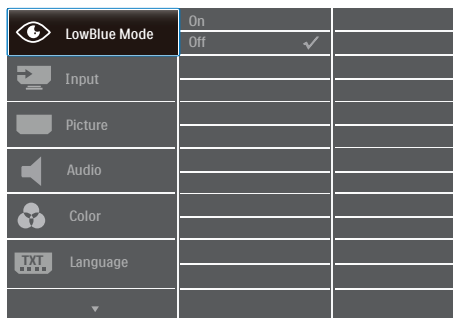 LowBlue Mode
On
Off
Input
Picture
Audio
Color
TXT
Language